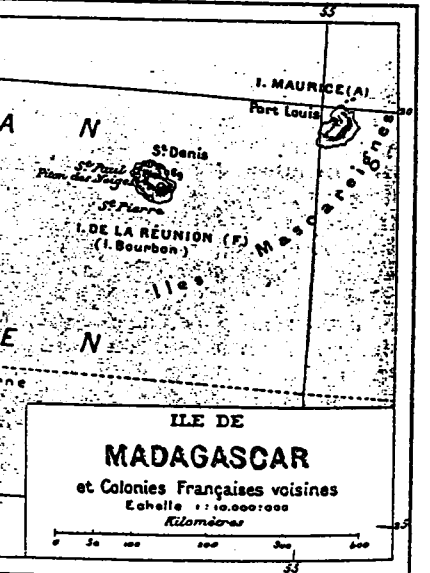 55
I. MAURICE (A)
Port Louis
20
A N
St Denis
St Paul
Piton des Neiges
St Pierre
I. DE LA RÉUNION (F.)
(I. Bourbon)
Iles Mascareignes
E N
ne
ILE DE
MADAGASCAR
et Colonies Françaises voisines
Echelle 1:10.000:000
Kilomètres
0 50 100 200 300 400
25
55